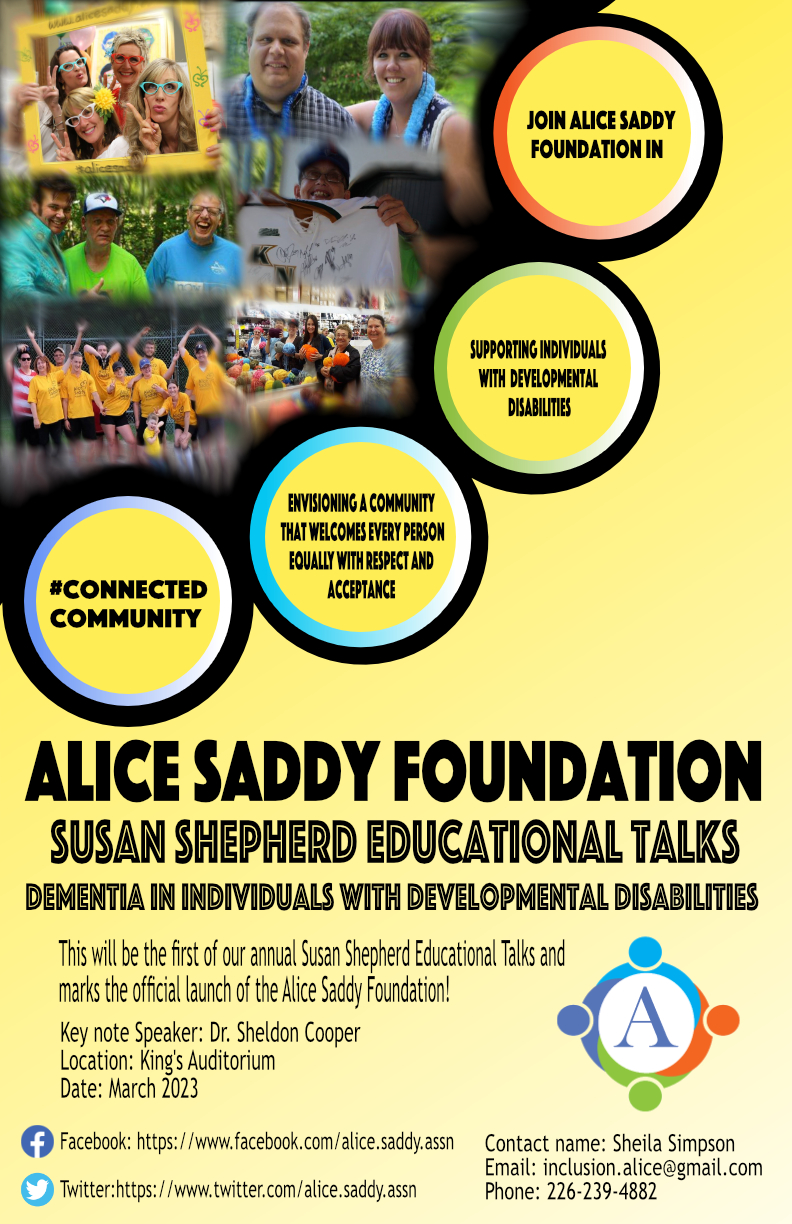 www.alicesaddy
#alicesaddy
JOIN ALICE SADDY
FOUNDATION IN
SUPPORTING INDIVIDUALS
WITH DEVELOPMENTAL
DISABILITIES
ENVISIONING A COMMUNITY
THAT WELCOMES EVERY PERSON
EQUALLY WITH RESPECT AND
ACCEPTANCE
#CONNECTED
COMMUNITY
ALICE SADDY FOUNDATION
SUSAN SHEPHERD EDUCATIONAL TALKS
DEMENTIA IN INDIVIDUALS WITH DEVELOPMENTAL DISABILITIES
This will be the first of our annual Susan Shepherd Educational Talks and
marks the official launch of the Alice Saddy Foundation!
Key note Speaker: Dr. Sheldon Cooper
Location: King's Auditorium
Date: March 2023
A
Facebook: https://www.facebook.com/alice.saddy.assn
Twitter:https://www.twitter.com/alice.saddy.assn
Contact name: Sheila Simpson
Email: inclusion.alice@gmail.com
Phone: 226-239-4882